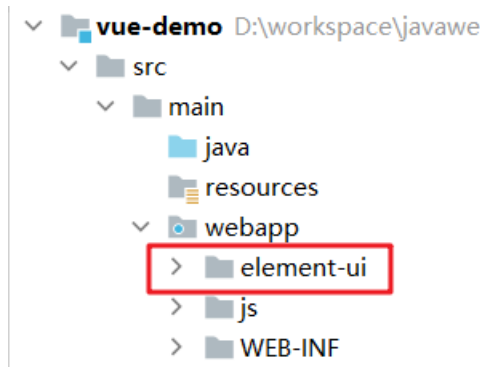 vue-demo D:\workspace\javawe
src
main
java
resources
webapp
element-ui
js
WEB-INF